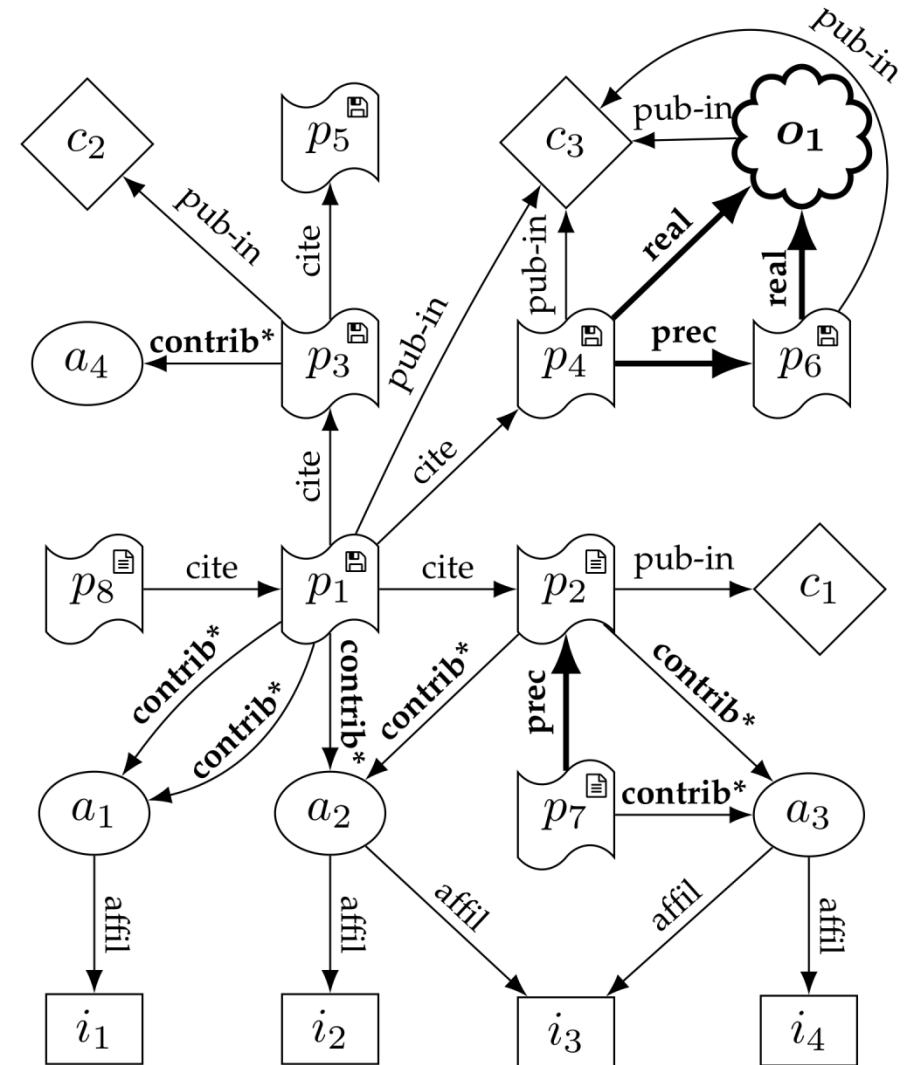 pub-in
c2
p5
c3
pub-in
o1
pub-in
cite
pub-in
real
real
a4
contrib*
p3
pub-in
p4
prec
p6
cite
cite
p8
cite
p1
cite
p2
pub-in
c1
contrib*
contrib*
contrib*
contrib*
contrib*
prec
a1
a2
p7
contrib*
a3
affil
affil
affil
affil
affil
i1
i2
i3
i4